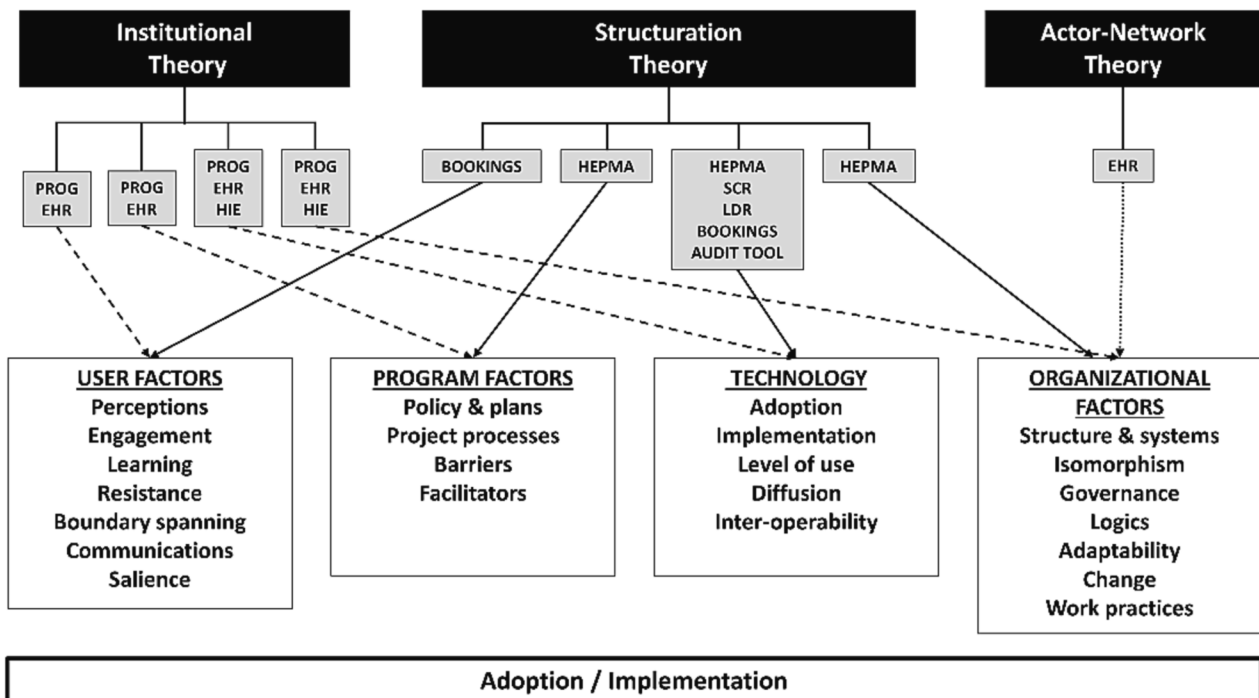 Institutional
Theory
Structuration
Theory
Actor-Network
Theory
PROG
EHR
PROG
EHR
PROG
EHR
HIE
PROG
EHR
HIE
BOOKINGS
HEPMA
HEPMA
SCR
LDR
BOOKINGS
AUDIT TOOL
HEPMA
EHR
USER FACTORS
Perceptions
Engagement
Learning
Resistance
Boundary spanning
Communications
Salience
PROGRAM FACTORS
Policy & plans
Project processes
Barriers
Facilitators
TECHNOLOGY
Adoption
Implementation
Level of use
Diffusion
Inter-operability
ORGANIZATIONAL
FACTORS
Structure & systems
Isomorphism
Governance
Logics
Adaptability
Change
Work practices
Adoption / Implementation